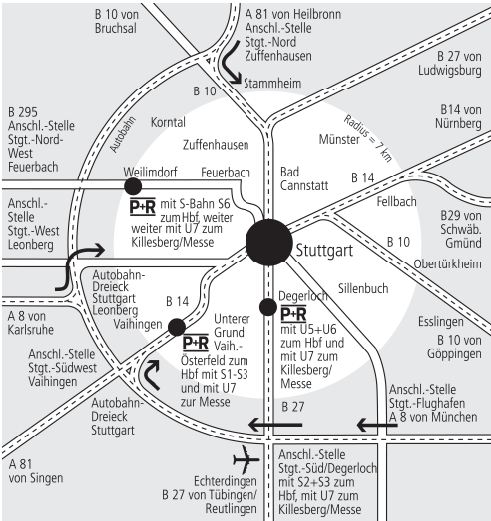 B 10 von
Bruchsal
A 81 von Heilbronn
Anschl.-Stelle
Stgt.-Nord
Zuffenhausen
Stammheim
B 27 von
Ludwigsburg
B 10
B 295
Anschl.-Stelle
Stgt.-Nord-
West
Feuerbach
Autobahn
Korntal
Zuffenhausen
Münster
Radius = 7 km
B14 von
Nürnberg
Weilimdorf
Feuerbach
Bad
Cannstatt
B 14
Fellbach
P+R mit S-Bahn S6
zum Hbf, weiter
weiter mit U7 zum
Killesberg/Messe
Anschl.-
Stelle
Stgt.-West
Leonberg
B29 von
Schwäb.
Gmünd
B 10
Stuttgart
Obertürkheim
Autobahn-
Dreieck
Stuttgart
Leonberg
B 14
Vaihingen
Degerloch
P+R
mit U5+U6
zum Hbf und
mit U7 zum
Killesberg/
Messe
Sillenbuch
A 8 von
Karlsruhe
Unterer
Grund
Vaih.-
P+R
Österfeld zum
Hbf mit S1-S3
und mit U7
zur Messe
Esslingen
B 10 von
Göppingen
Anschl.-Stelle
Stgt.-Südwest
Vaihingen
Autobahn-
Dreieck
Stuttgart
B 27
Anschl.-Stelle
Stgt.-Flughafen
A 8 von München
A 81
von Singen
Echterdingen
B 27 von Tübingen/
Reutlingen
Anschl.-Stelle
Stgt.-Süd/Degerloch
mit S2+S3 zum
Hbf, mit U7 zum
Killesberg/Messe